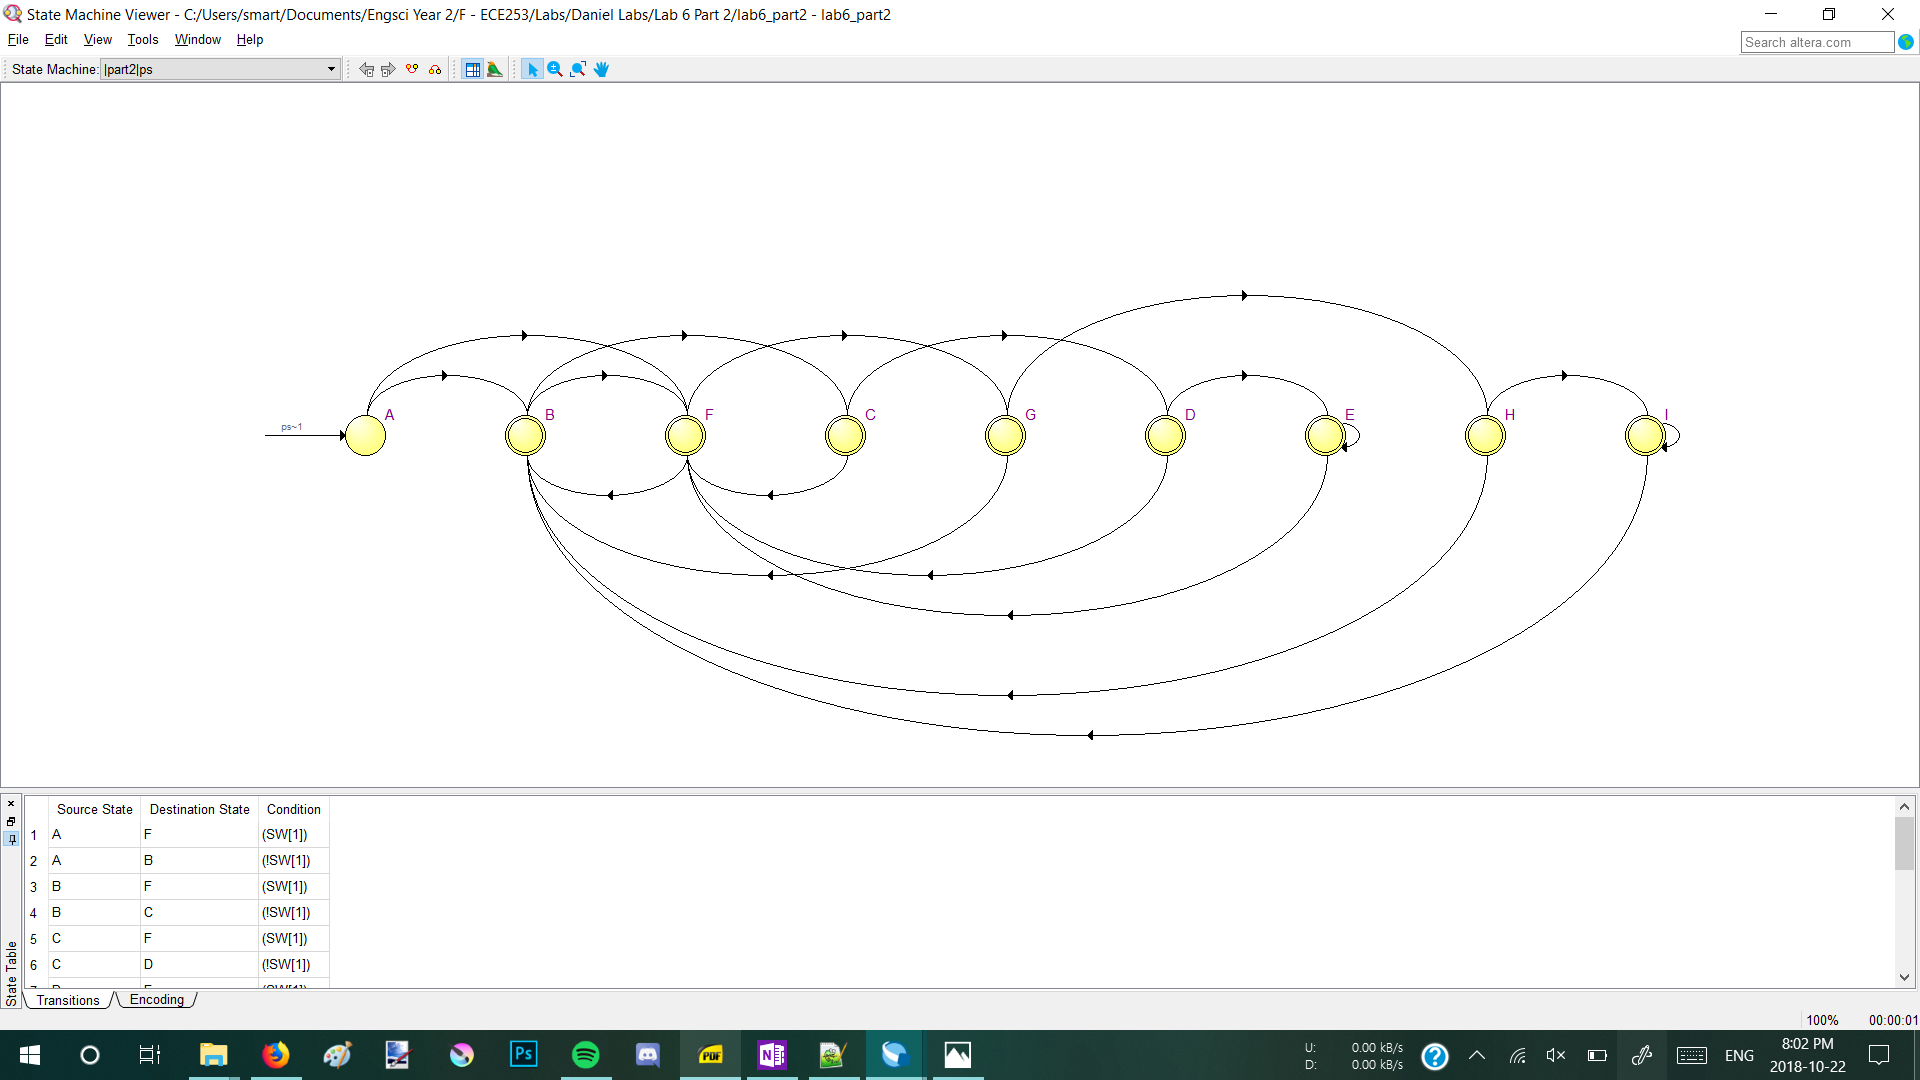 State Machine Viewer - C:/Users/smart/Documents/Engsci Year 2/F - ECE253/Labs/Daniel Labs/Lab 6 Part 2/lab6_part2 - lab6_part2
File Edit View Tools Window Help
Search altera.com
State Machine: |part2|ps
ps~1
A B F C G D E H I
Source State Destination State Condition
1 A F (SW[1])
2 A B (!SW[1])
3 B F (SW[1])
4 B C (!SW[1])
5 C F (SW[1])
6 C D (!SW[1])
State Table
Transitions Encoding
100% 00:00:01
Ps
PDF
N
U: 0.00 kB/s
D: 0.00 kB/s
ENG
8:02 PM
2018-10-22